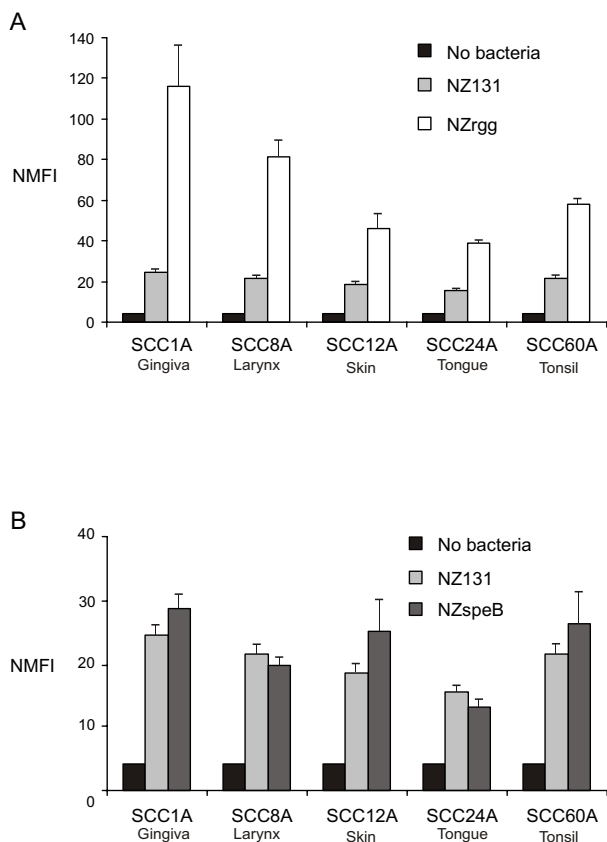 A
140
120
100
80
60
40
20
0
NMFI
No bacteria
NZ131
NZrgg
SCC1A SCC8A SCC12A SCC24A SCC60A
Gingiva Larynx Skin Tongue Tonsil
B
40
30
20
10
0
NMFI
No bacteria
NZ131
NZspeB
SCC1A SCC8A SCC12A SCC24A SCC60A
Gingiva Larynx Skin Tongue Tonsil